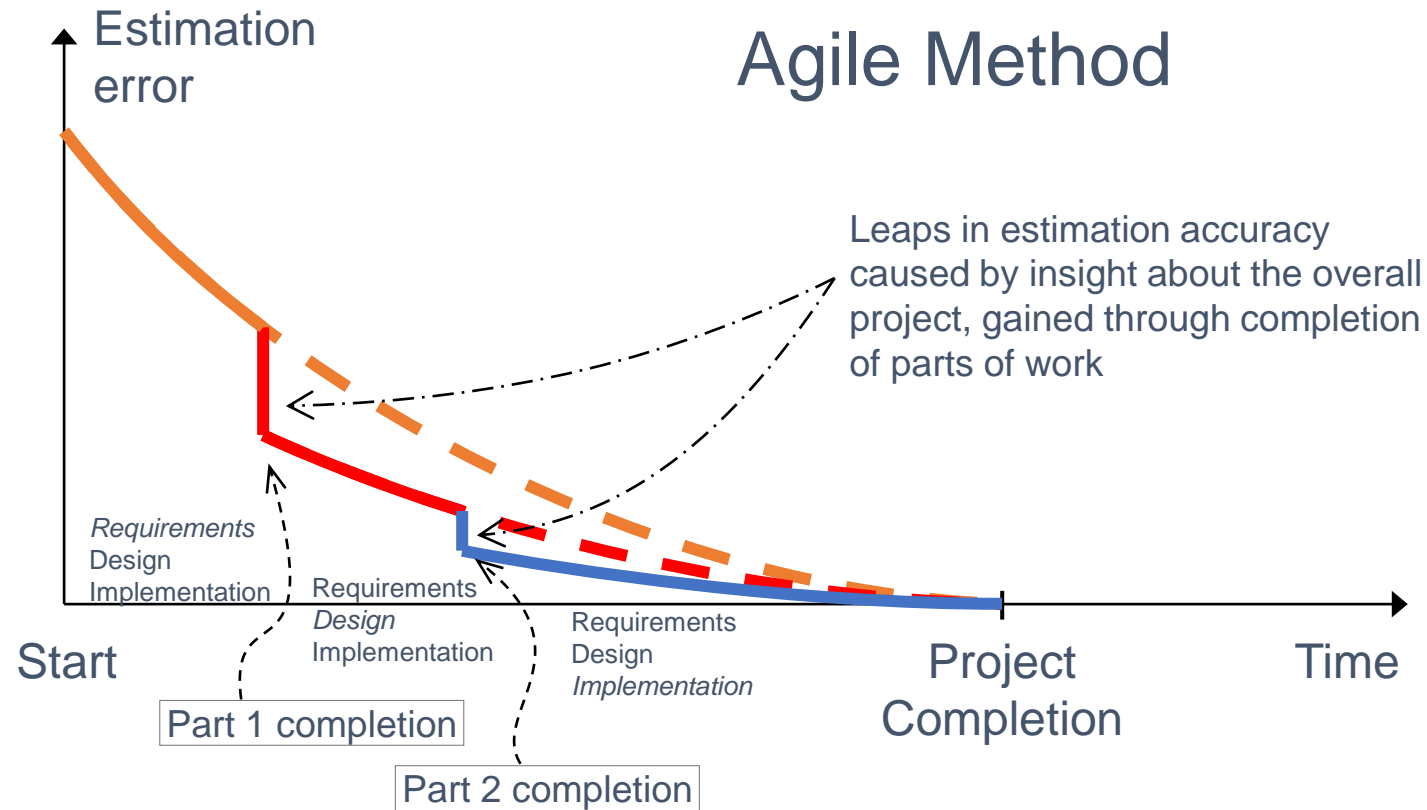 Estimation
error
Agile Method
Leaps in estimation accuracy
caused by insight about the overall
project, gained through completion
of parts of work
Requirements
Design
Implementation
Requirements
Design
Implementation
Requirements
Design
Implementation
Start
Project
Completion
Time
Part 1 completion
Part 2 completion